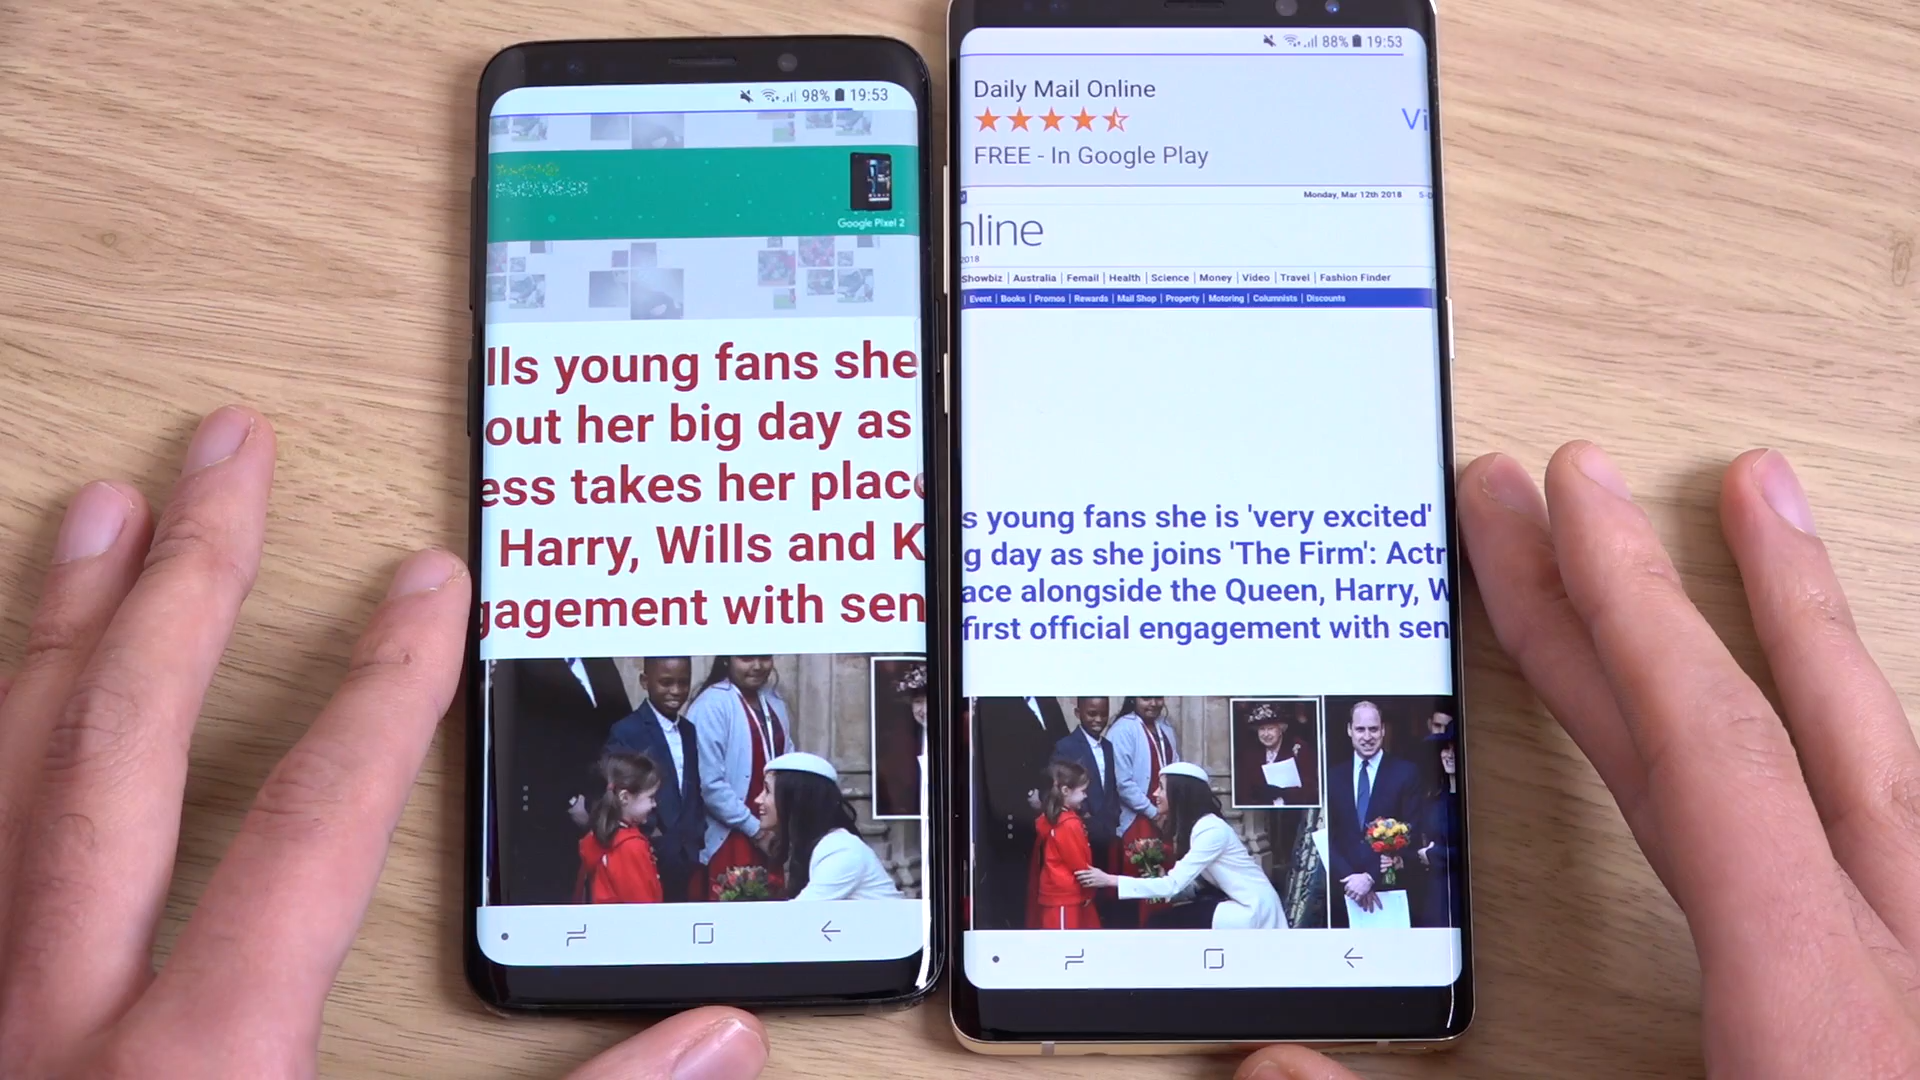 98% 19:53
Google Pixel 2
lls young fans she
out her big day as
ess takes her place
Harry, Wills and K
gagement with sen
88% 19:53
Daily Mail Online
FREE - In Google Play
Vi
Monday, Mar 12th 2018
nline
2018
Showbiz | Australia | Femail | Health | Science | Money | Video | Travel | Fashion Finder
Event | Books | Promos | Rewards | Mail Shop | Property | Motoring | Columnists | Discounts
s young fans she is 'very excited'
g day as she joins 'The Firm': Actr
ace alongside the Queen, Harry, W
first official engagement with sen